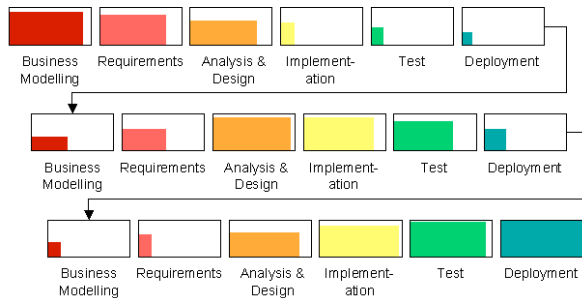 Business Modelling
Requirements
Analysis & Design
Implement-ation
Test
Deployment
Business Modelling
Requirements
Analysis & Design
Implement-ation
Test
Deployment
Business Modelling
Requirements
Analysis & Design
Implement-ation
Test
Deployment